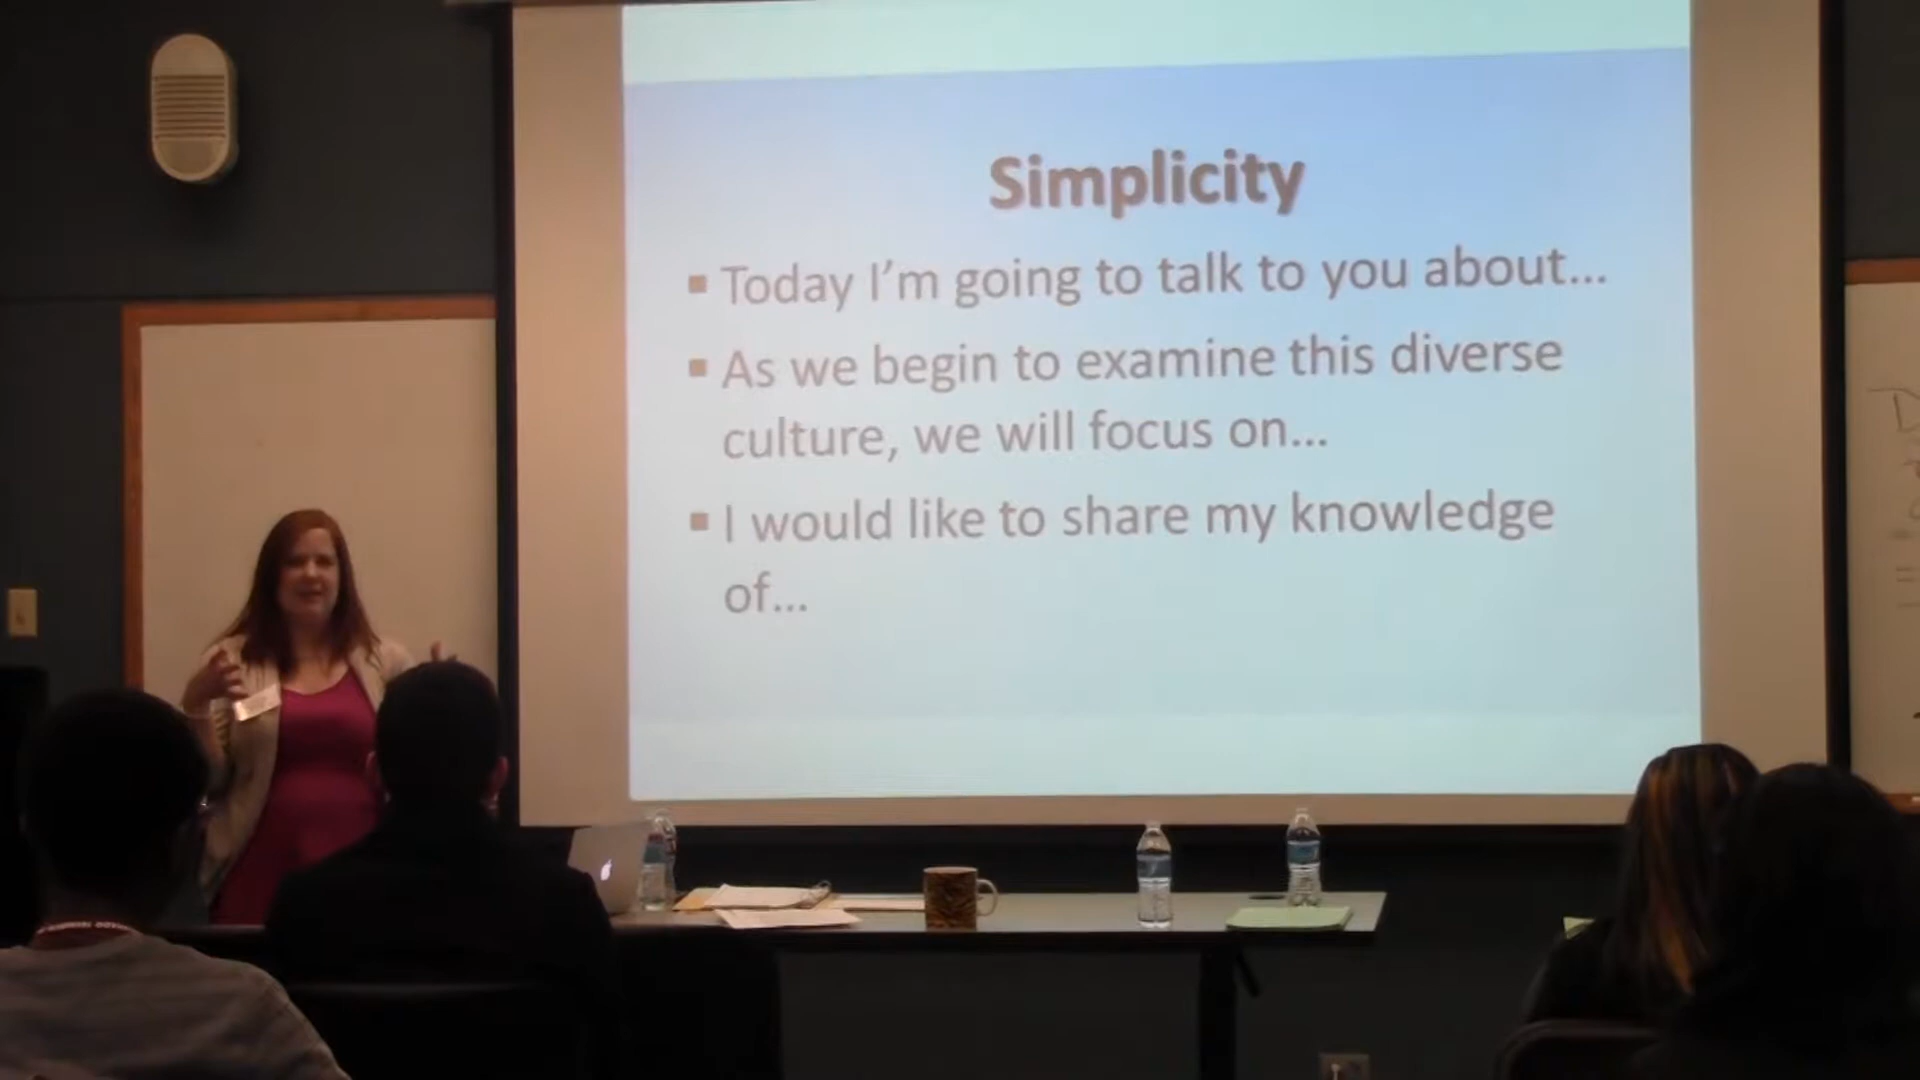 Simplicity
Today I'm going to talk to you about...
As we begin to examine this diverse
culture, we will focus on...
I would like to share my knowledge
of...